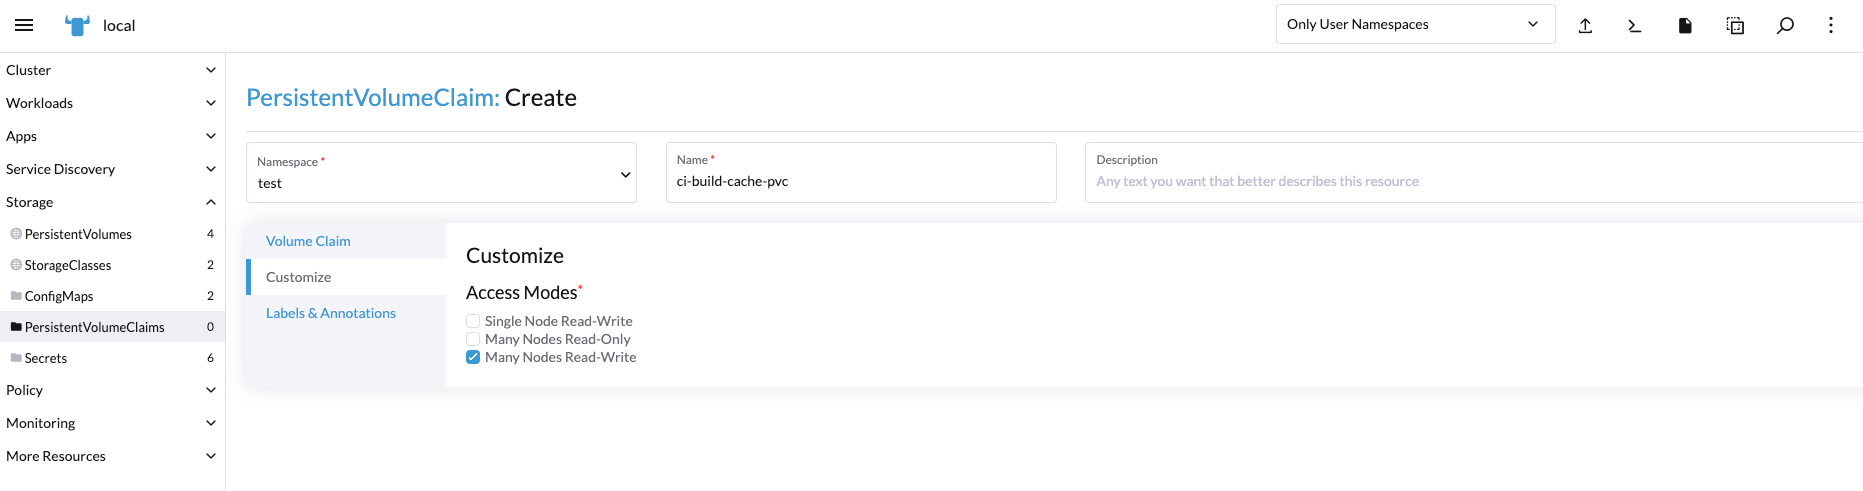 local
Only User Namespaces
Cluster
Workloads
Apps
Service Discovery
Storage
PersistentVolumes 4
StorageClasses 2
ConfigMaps 2
PersistentVolumeClaims 0
Secrets 6
Policy
Monitoring
More Resources
PersistentVolumeClaim: Create
Namespace *
test
Name *
ci-build-cache-pvc
Description
Any text you want that better describes this resource
Volume Claim
Customize
Labels & Annotations
Customize
Access Modes*
Single Node Read-Write
Many Nodes Read-Only
Many Nodes Read-Write